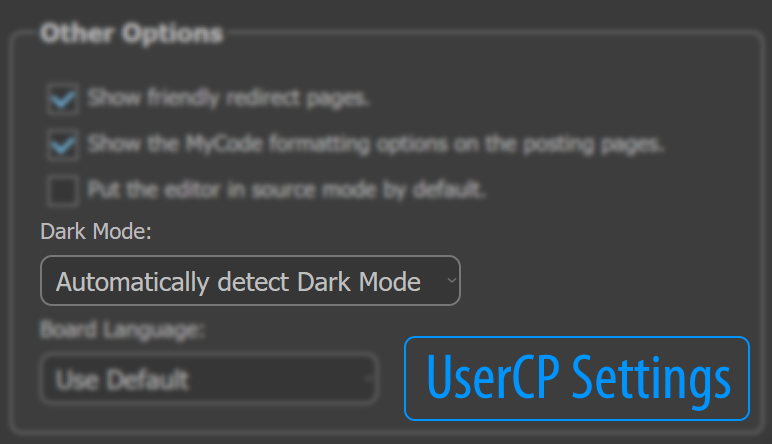 Other Options
Show friendly redirect pages.
Show the MyCode formatting options on the posting pages.
Put the editor in source mode by default.
Dark Mode:
Automatically detect Dark Mode
Board Language:
Use Default
UserCP Settings